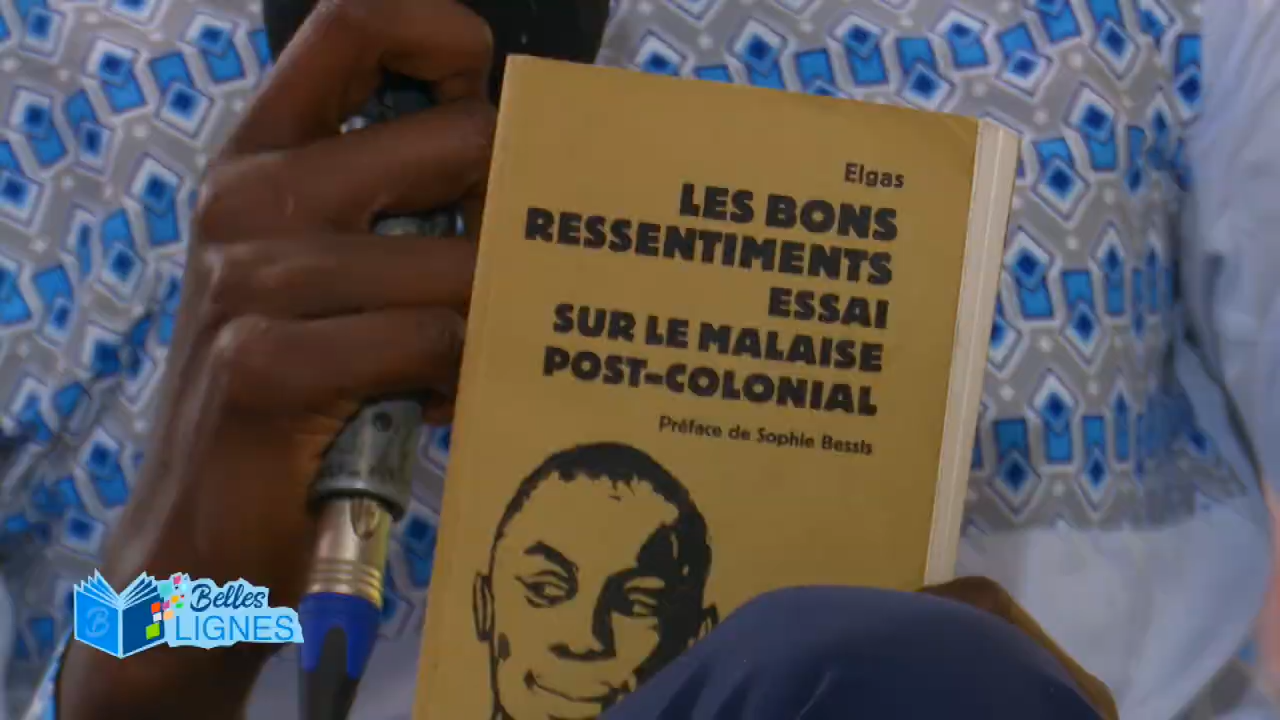 Elgas
LES BONS
RESSENTIMENTS
ESSAI
SUR LE MALAISE
POST-COLONIAL
Préface de Sophie Bessis
B
Belles
LIGNES